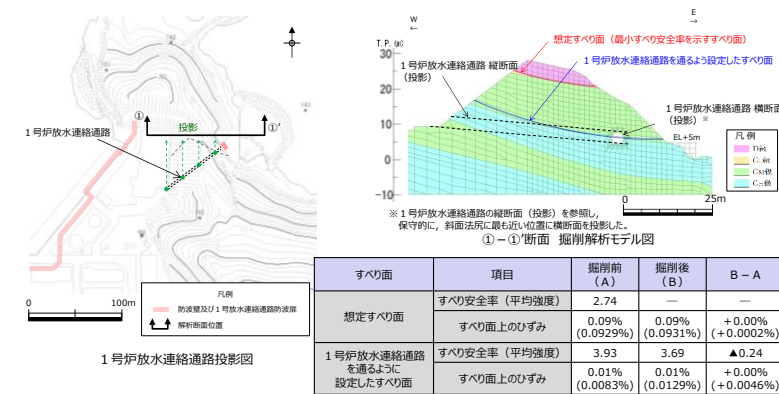 ①
①′
投影
1号炉放水連絡通路
0
100m
凡例
防波壁及び1号放水連絡通路防波扉
解析断面位置
1号炉放水連絡通路投影図
W
←
E
→
T. P. (m)
30
20
10
0
-10
想定すべり面(最小すべり安全率を示すすべり面)
1号炉放水連絡通路を通るよう設定したすべり面
1号炉放水連絡通路 縦断面
(投影)
1号炉放水連絡通路 横断面
(投影)※
EL+5m
凡 例
D級
CL級
CM級
CH級
0
25m
※1号炉放水連絡通路の縦断面(投影)を参照し,
保守的に,斜面法尻に最も近い位置に横断面を投影した。
①-①′断面 掘削解析モデル図
すべり面 項目 掘削前(A) 掘削後(B) B-A
想定すべり面
すべり安全率(平均強度) 2.74 — —
すべり面上のひずみ 0.09% 0.09% +0.00%
(0.0929%) (0.0931%) (+0.0002%)
1号炉放水連絡通路
を通るように
設定したすべり面
すべり安全率(平均強度) 3.93 3.69 ▲0.24
すべり面上のひずみ 0.01% 0.01% +0.00%
(0.0083%) (0.0129%) (+0.0046%)